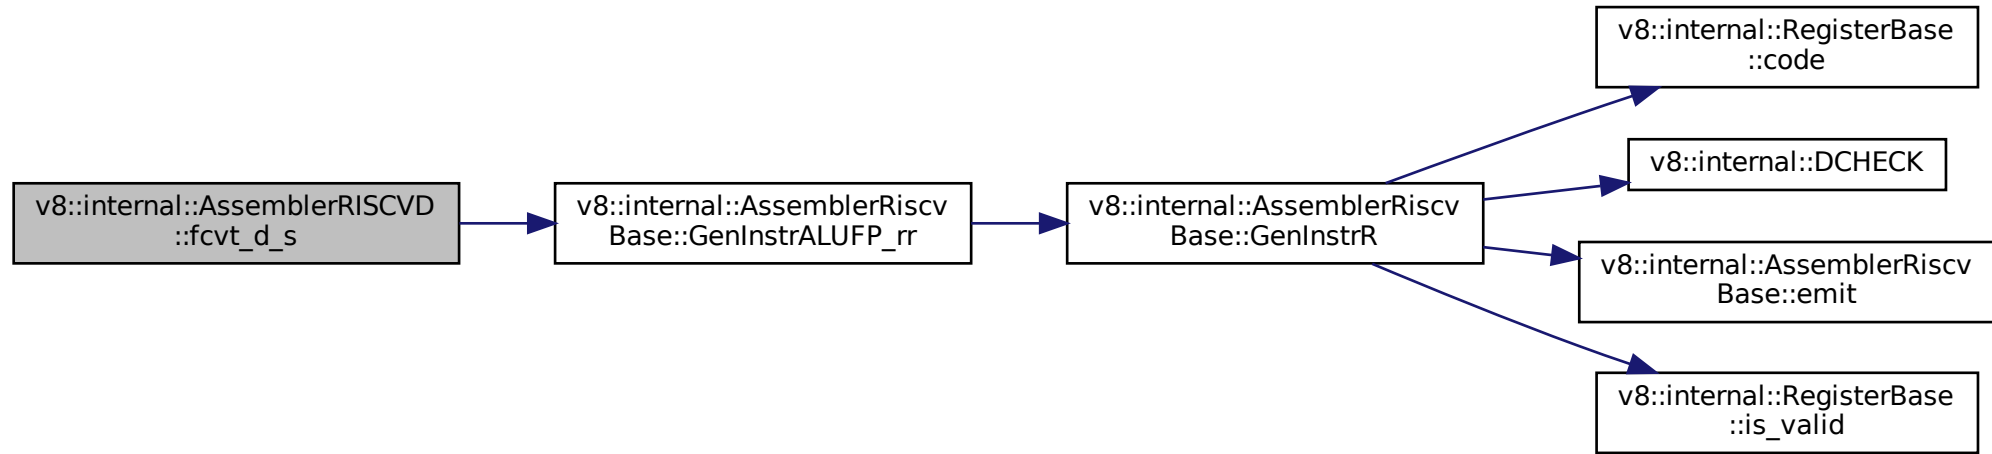 v8::internal::AssemblerRISCVD
::fcvt_d_s
v8::internal::AssemblerRiscv
Base::GenInstrALUFP_rr
v8::internal::AssemblerRiscv
Base::GenInstrR
v8::internal::RegisterBase
::code
v8::internal::DCHECK
v8::internal::AssemblerRiscv
Base::emit
v8::internal::RegisterBase
::is_valid